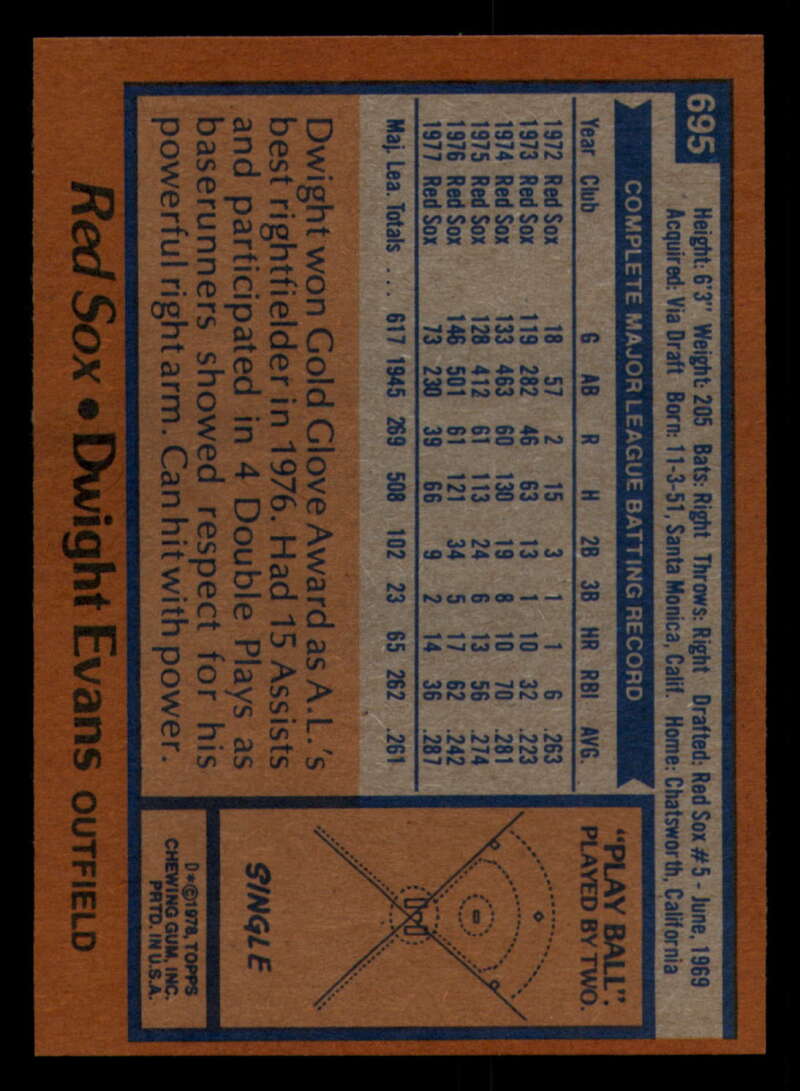 695
Height: 6'3" Weight: 205 Bats: Right Throws: Right Drafted: Red Sox #5 - June, 1969
Acquired: Via Draft Born: 11-3-51, Santa Monica, Calif. Home: Chatsworth, California
COMPLETE MAJOR LEAGUE BATTING RECORD
Year Club G AB R H 2B 3B HR RBI AVG.
1972 Red Sox 18 57 2 15 3 1 1 6 .263
1973 Red Sox 119 282 46 63 13 1 10 32 .223
1974 Red Sox 133 463 60 130 19 8 10 70 .281
1975 Red Sox 128 412 61 113 24 6 13 56 .274
1976 Red Sox 146 501 61 121 34 5 17 62 .242
1977 Red Sox 73 230 39 66 9 2 14 36 .287
Maj. Lea. Totals ... 617 1945 269 508 102 23 65 262 .261
Dwight won Gold Glove Award as A.L.'s
best rightfielder in 1976. Had 15 Assists
and participated in 4 Double Plays as
baserunners showed respect for his
powerful right arm. Can hit with power.
"PLAY BALL":
PLAYED BY TWO.
SINGLE
D*©1978, TOPPS
CHEWING GUM, INC.
PRTD. IN U.S.A.
Red Sox • Dwight Evans OUTFIELD